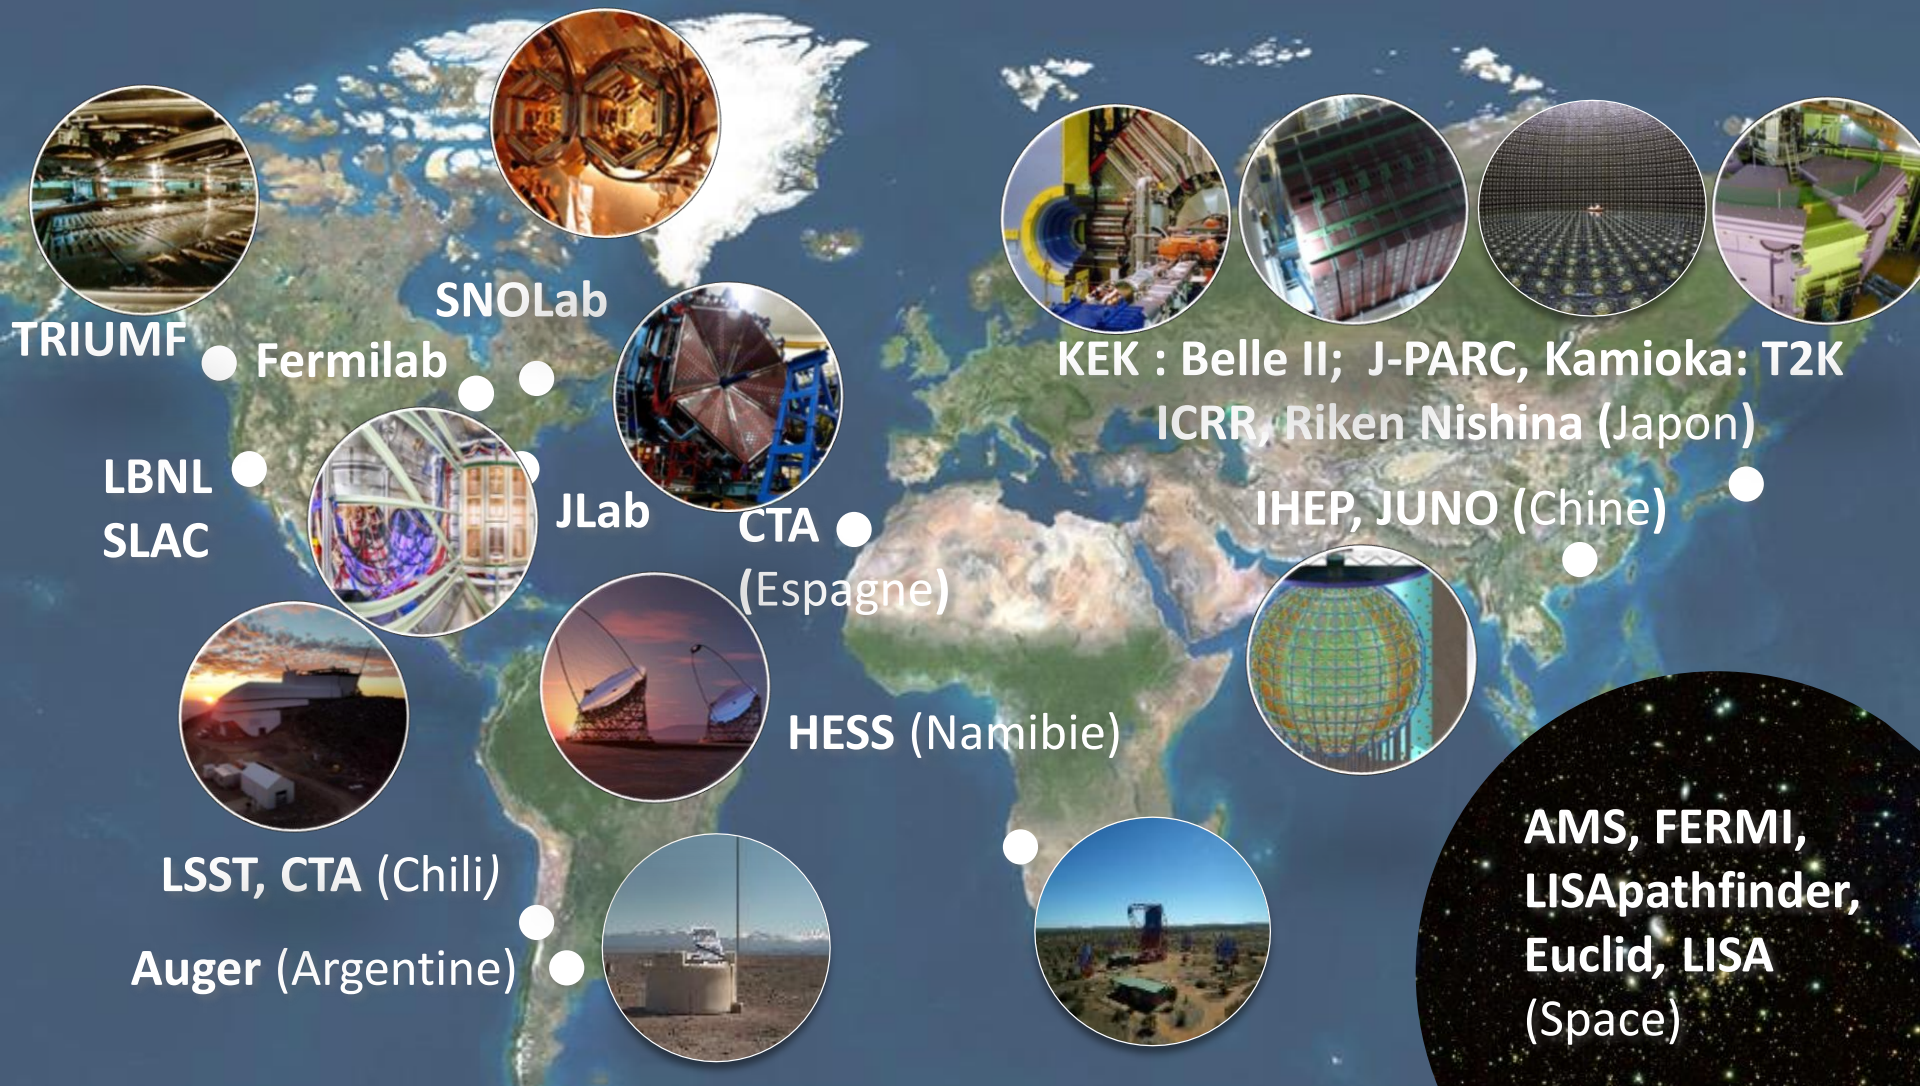 SNOLab
TRIUMF
Fermilab
KEK : Belle II; J-PARC, Kamioka: T2K
ICRR, Riken Nishina (Japon)
LBNL
SLAC
JLab
CTA
(Espagne)
IHEP, JUNO (Chine)
HESS (Namibie)
LSST, CTA (Chili)
Auger (Argentine)
AMS, FERMI,
LISApathfinder,
Euclid, LISA
(Space)